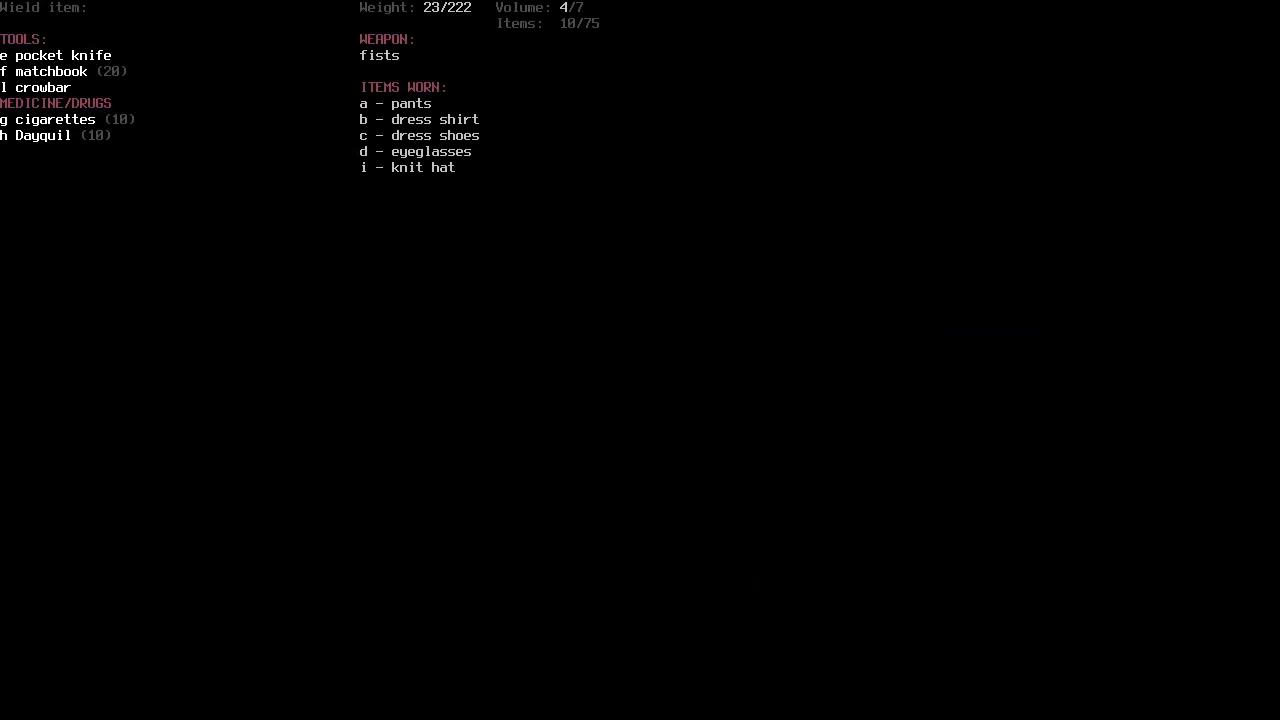 Wield item:
TOOLS:
e pocket knife
f matchbook (20)
l crowbar
MEDICINE/DRUGS
g cigarettes (10)
h Dayquil (10)
Weight: 23/222 Volume: 4/7
Items: 10/75
WEAPON:
fists
ITEMS WORN:
a - pants
b - dress shirt
c - dress shoes
d - eyeglasses
i - knit hat